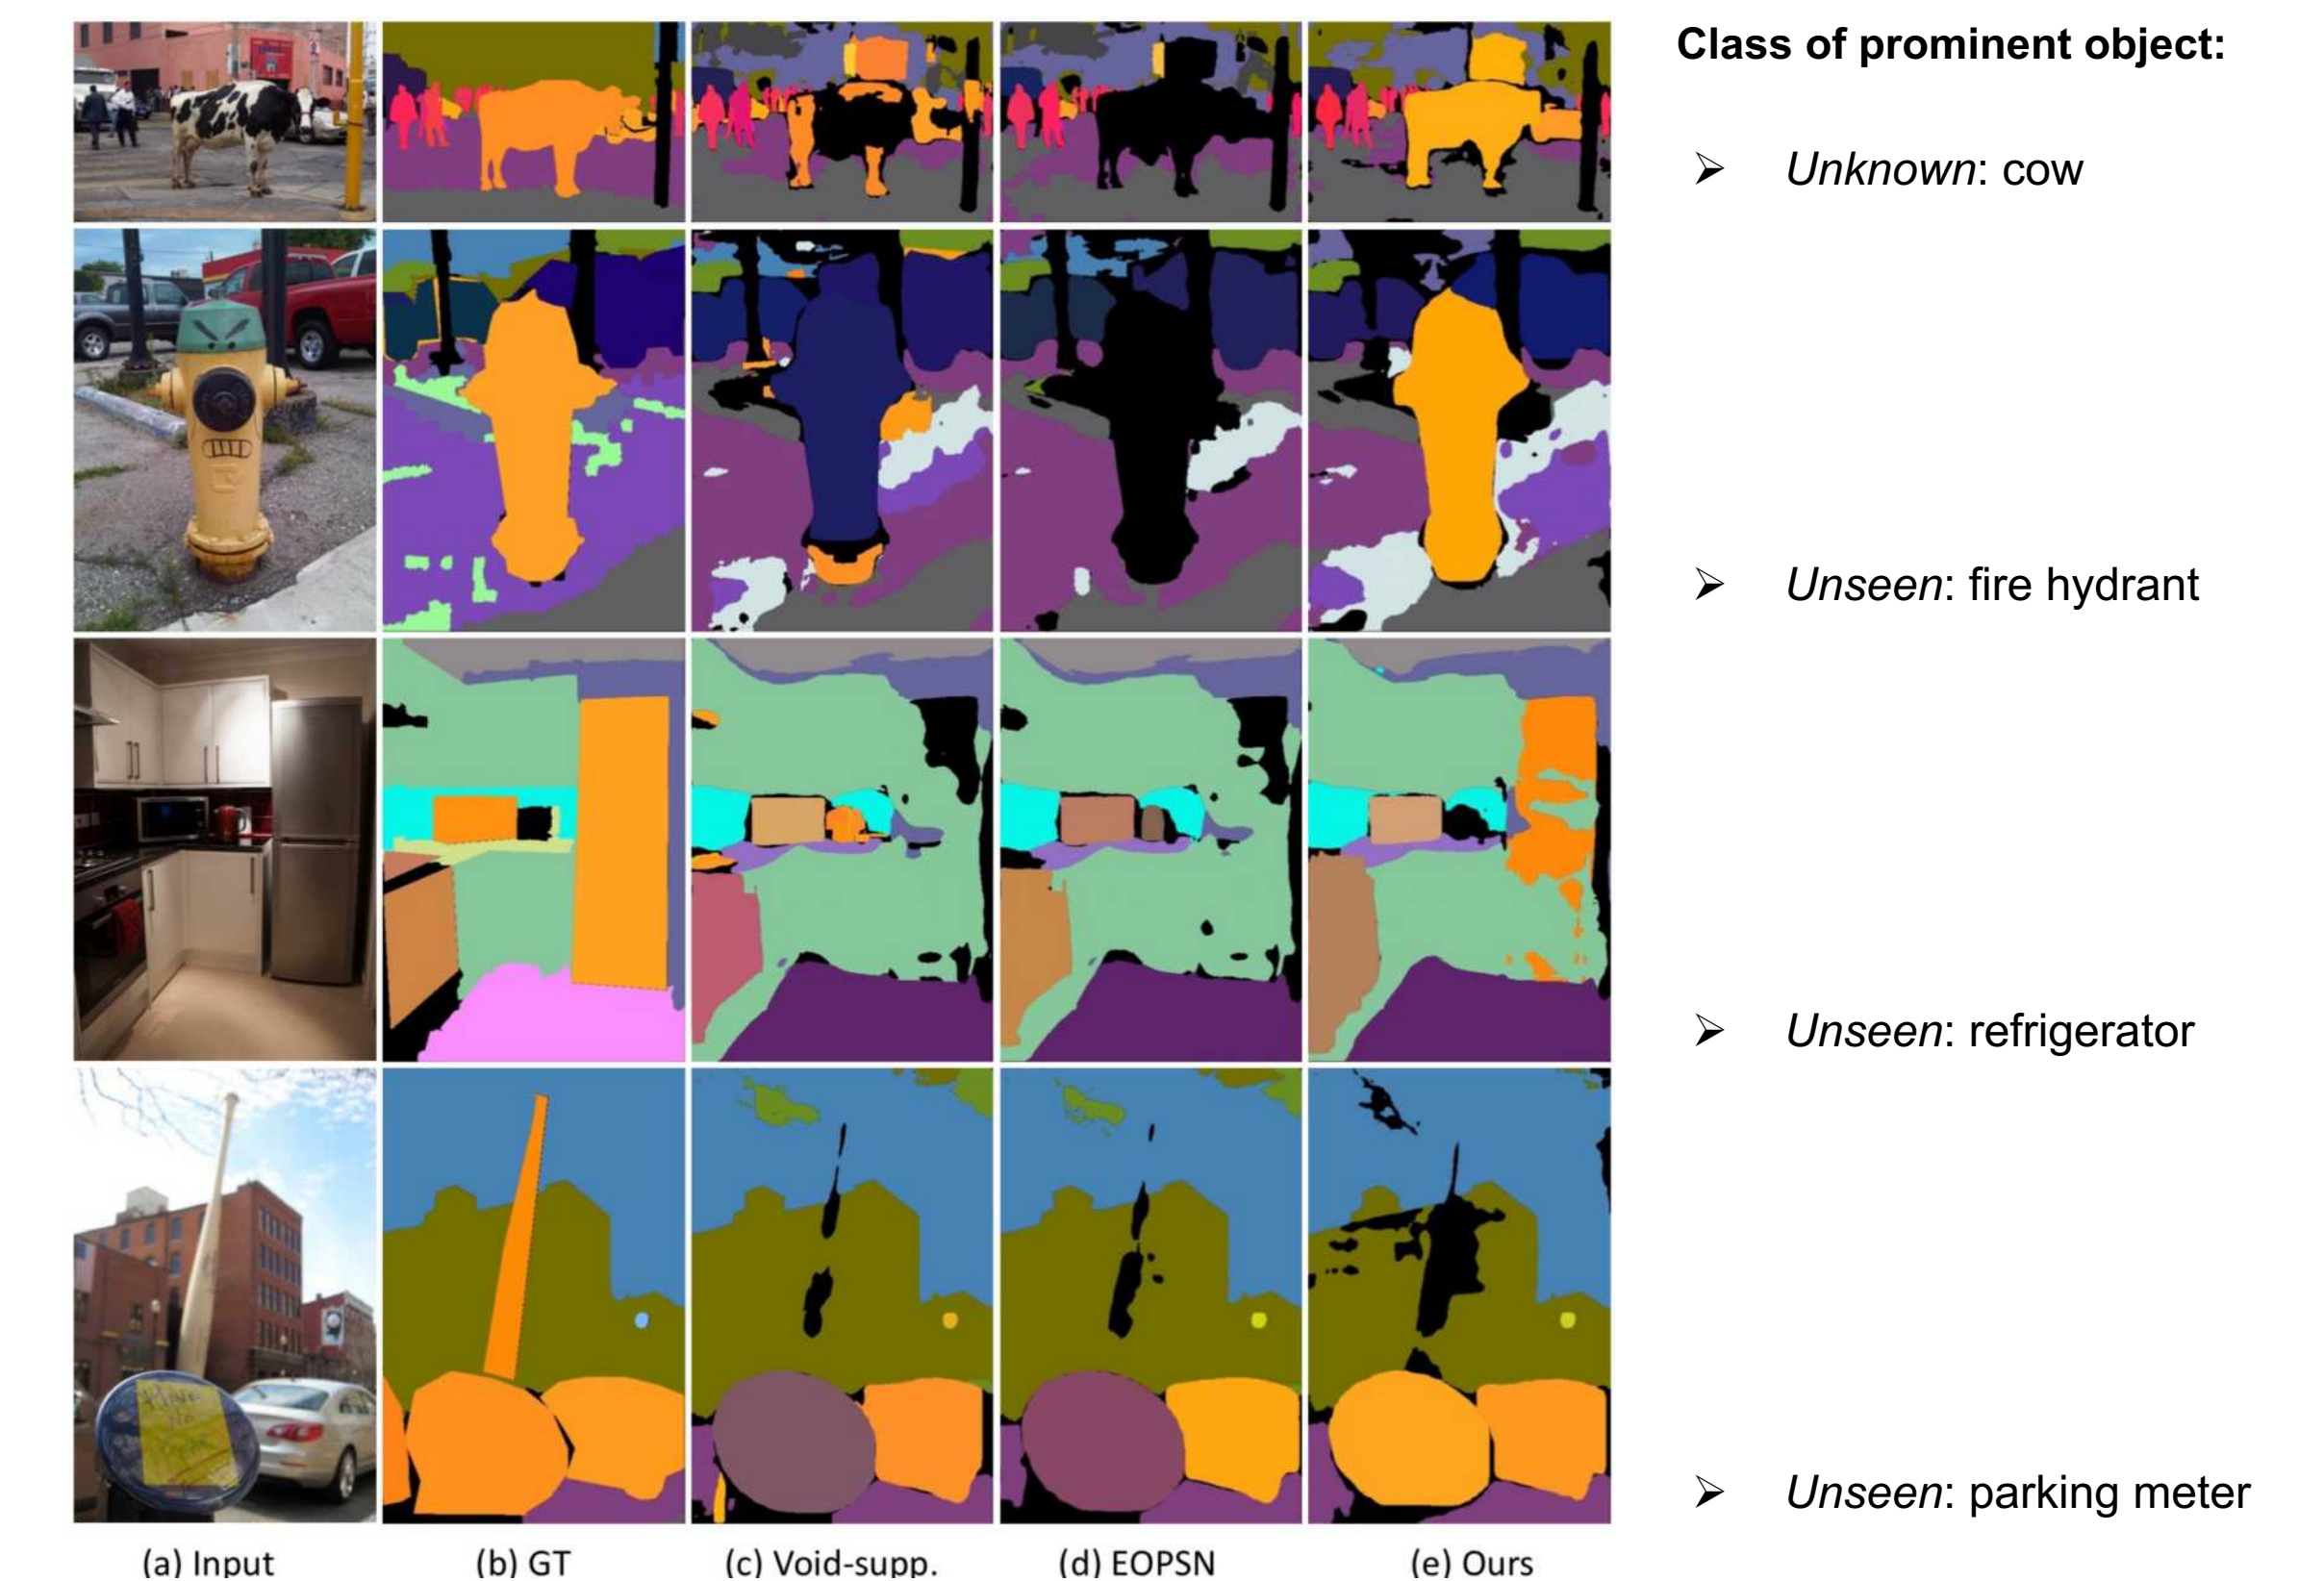 Class of prominent object:
➢ Unknown: cow
➢ Unseen: fire hydrant
➢ Unseen: refrigerator
➢ Unseen: parking meter
(a) Input (b) GT (c) Void-supp. (d) EOPSN (e) Ours